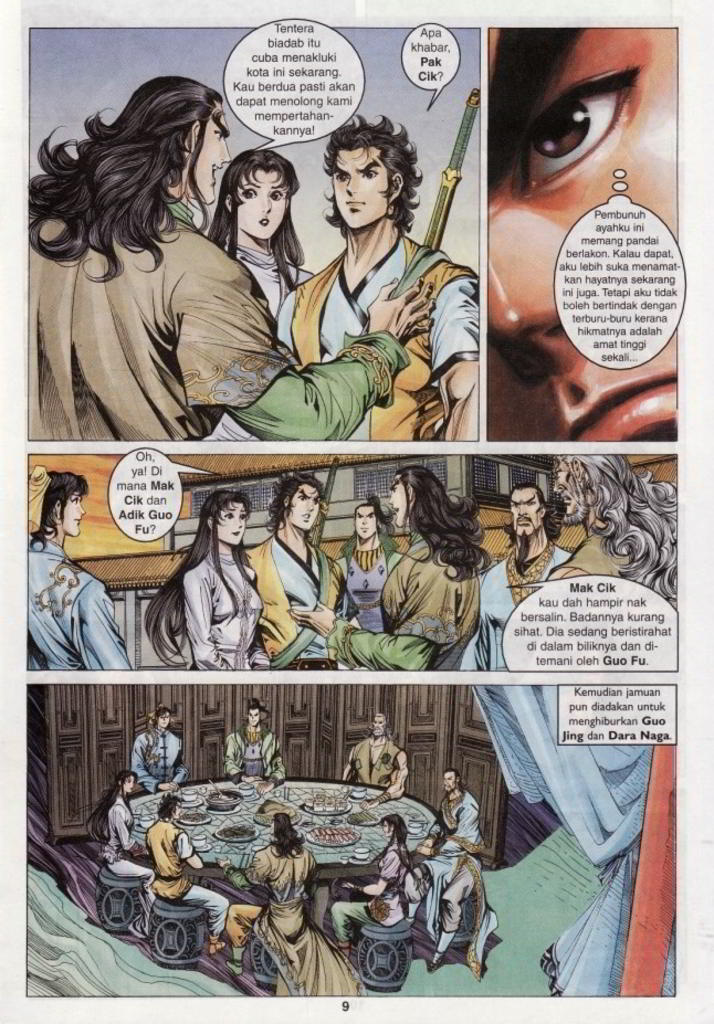 Tentera
biadab itu
cuba menakluki
kota ini sekarang.
Kau berdua pasti akan
dapat menolong kami
mempertahan-
kannya!
Apa
khabar,
Pak
Cik?
Pembunuh
ayahku ini
memang pandai
berlakon. Kalau dapat,
aku lebih suka menamat-
kan hayatnya sekarang
ini juga. Tetapi aku tidak
boleh bertindak dengan
terburu-buru kerana
hikmatnya adalah
amat tinggi
sekali...
Oh,
ya! Di
mana Mak
Cik dan
Adik Guo
Fu?
Mak Cik
kau dah hampir nak
bersalin. Badannya kurang
sihat. Dia sedang beristirahat
di dalam biliknya dan di-
temani oleh Guo Fu.
Kemudian jamuan
pun diadakan untuk
menghiburkan Guo
Jing dan Dara Naga.
9